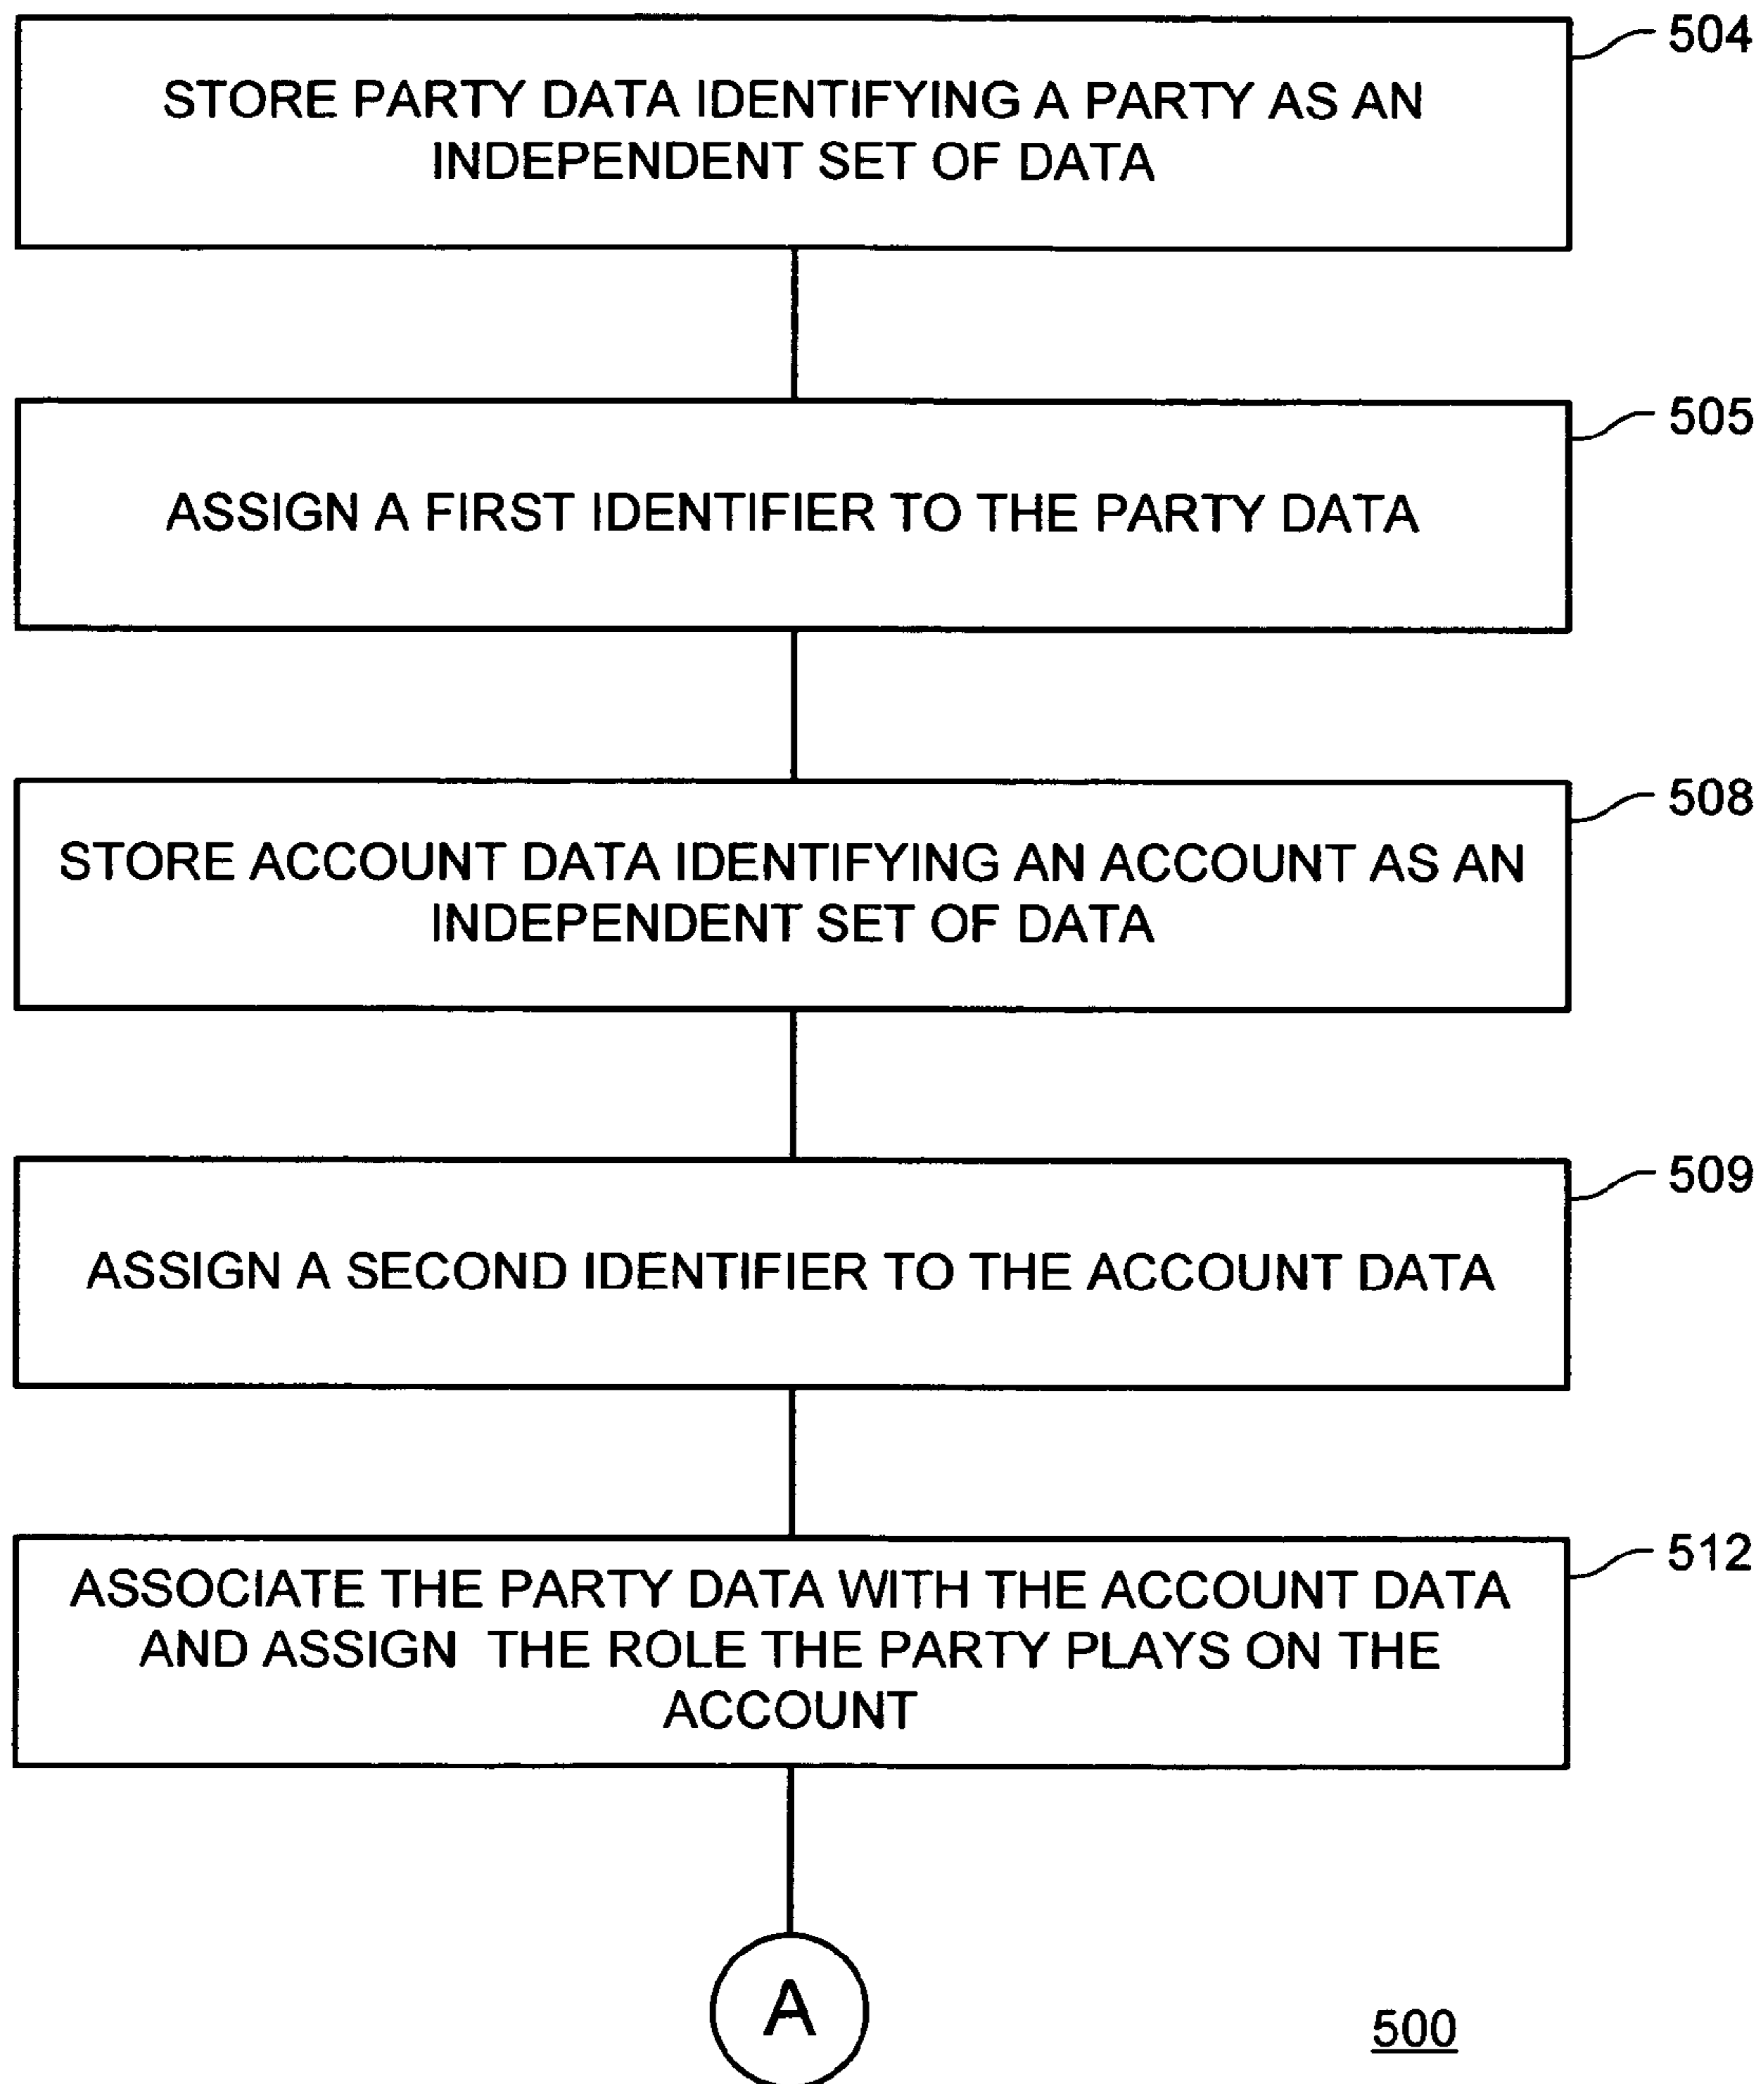 504
STORE PARTY DATA IDENTIFYING A PARTY AS AN
INDEPENDENT SET OF DATA
505
ASSIGN A FIRST IDENTIFIER TO THE PARTY DATA
508
STORE ACCOUNT DATA IDENTIFYING AN ACCOUNT AS AN
INDEPENDENT SET OF DATA
509
ASSIGN A SECOND IDENTIFIER TO THE ACCOUNT DATA
512
ASSOCIATE THE PARTY DATA WITH THE ACCOUNT DATA
AND ASSIGN THE ROLE THE PARTY PLAYS ON THE
ACCOUNT
A
500